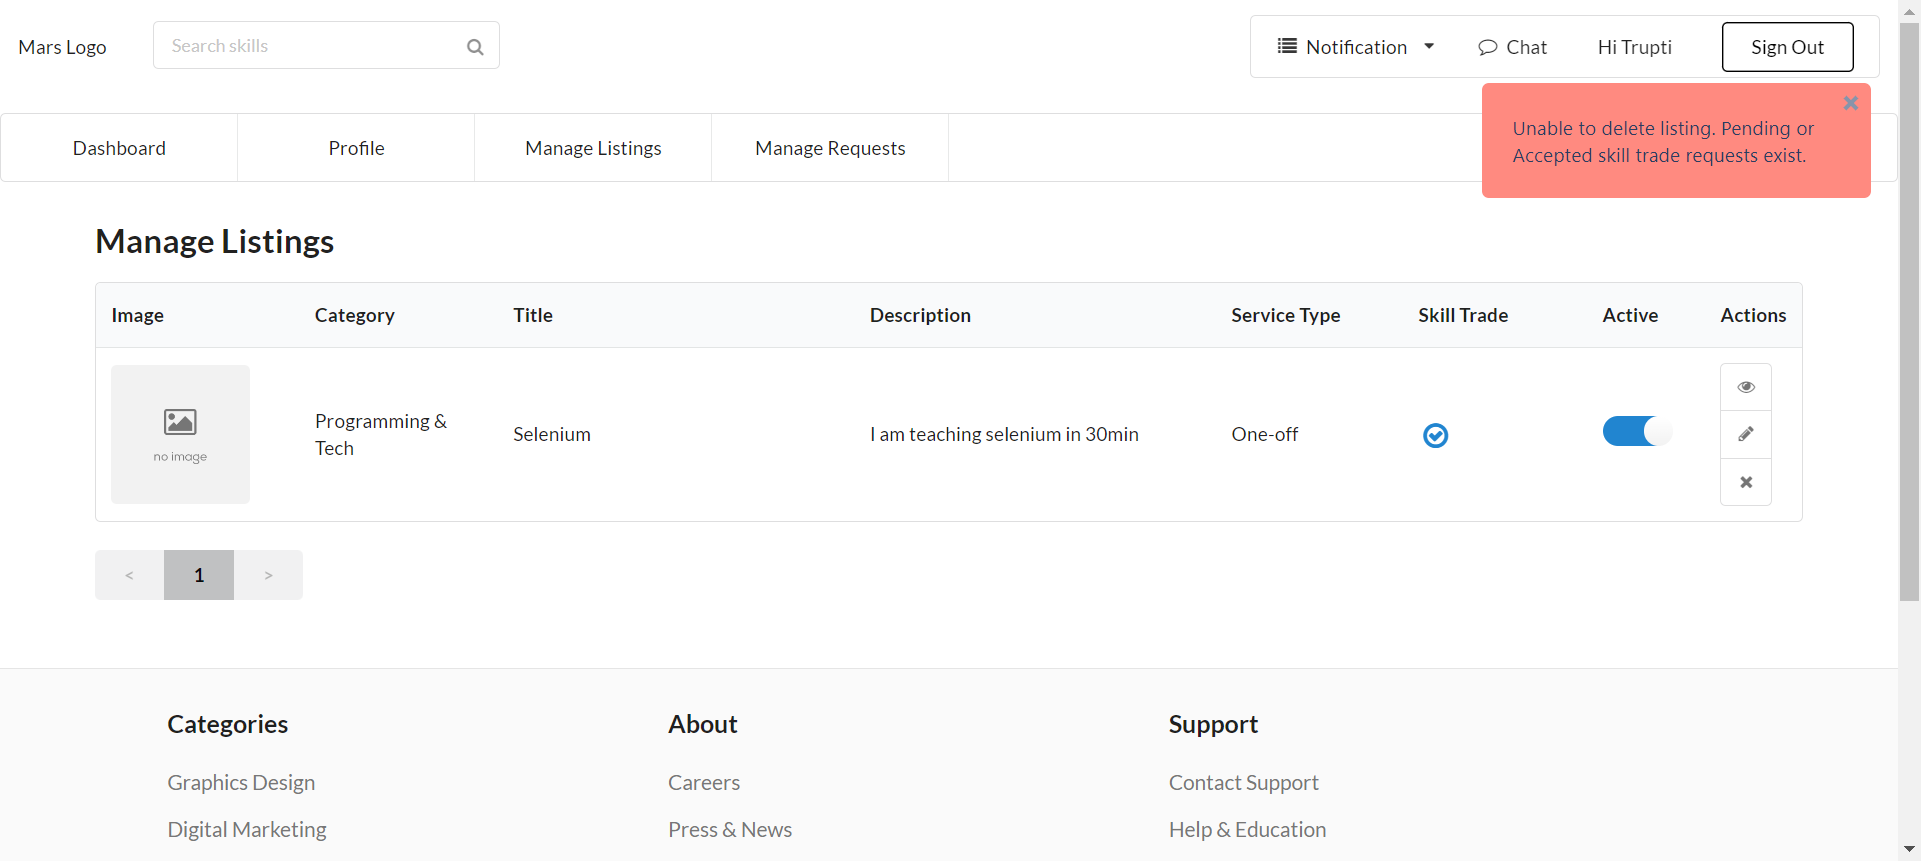 Mars Logo
Search skills
Notification
Chat
Hi Trupti
Sign Out
Unable to delete listing. Pending or
Accepted skill trade requests exist.
Dashboard
Profile
Manage Listings
Manage Requests
Manage Listings
Image
Category
Title
Description
Service Type
Skill Trade
Active
Actions
no image
Programming &
Tech
Selenium
I am teaching selenium in 30min
One-off
<
1
>
Categories
Graphics Design
Digital Marketing
About
Careers
Press & News
Support
Contact Support
Help & Education